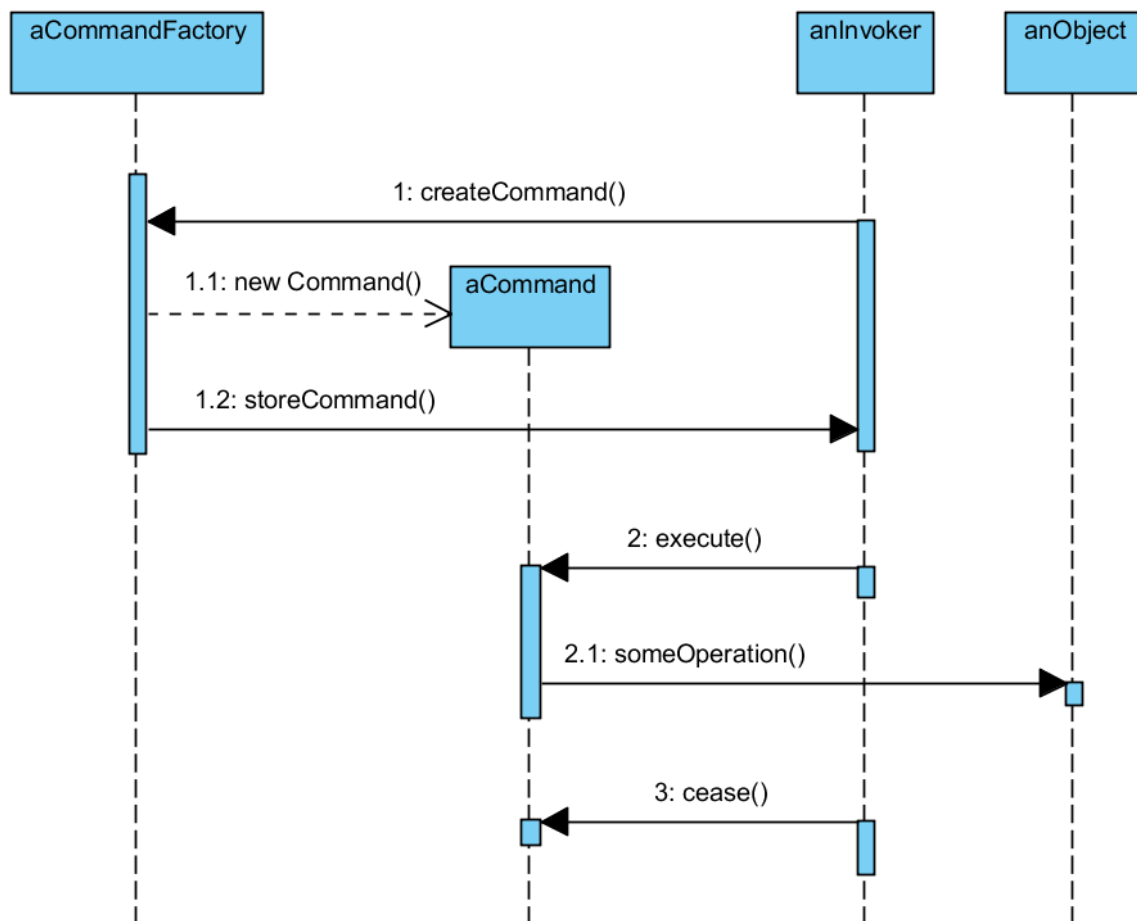 aCommandFactory
anInvoker
anObject
1: createCommand()
1.1: new Command()
aCommand
1.2: storeCommand()
2: execute()
2.1: someOperation()
3: cease()